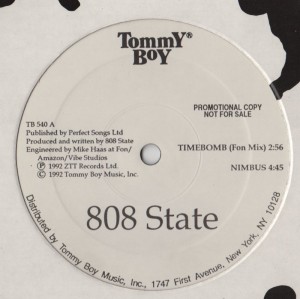 TOMMY®
BOY
TB 540 A
Published by Perfect Songs Ltd
Produced and written by 808 State
Engineered by Mike Haas at Fon/
Amazon/Vibe Studios
Ⓟ 1992 ZTT Records Ltd.
© 1992 Tommy Boy Music, Inc.
PROMOTIONAL COPY
NOT FOR SALE
TIMEBOMB (Fon Mix) 2:56
NIMBUS 4:45
808 State
Distributed by Tommy Boy Music, Inc., 1747 First Avenue, New York, NY 10128